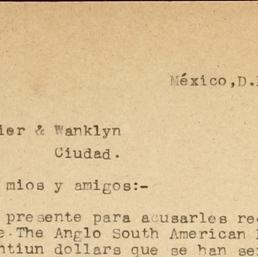 México,D.
ier & Wanklyn
Ciudad.
mios y amigos:-
presente para acusarles re
e.The Anglo South American
ntiun dollars que se han se